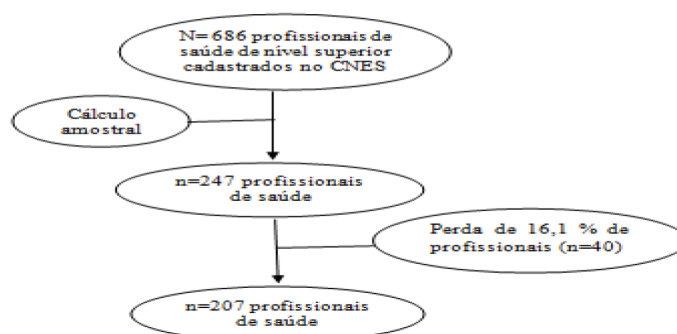 N= 686 profissionais de
saúde de nível superior
cadastrados no CNES
Cálculo
amostral
n=247 profissionais
de saúde
Perda de 16,1 % de
profissionais (n=40)
n=207 profissionais
de saúde